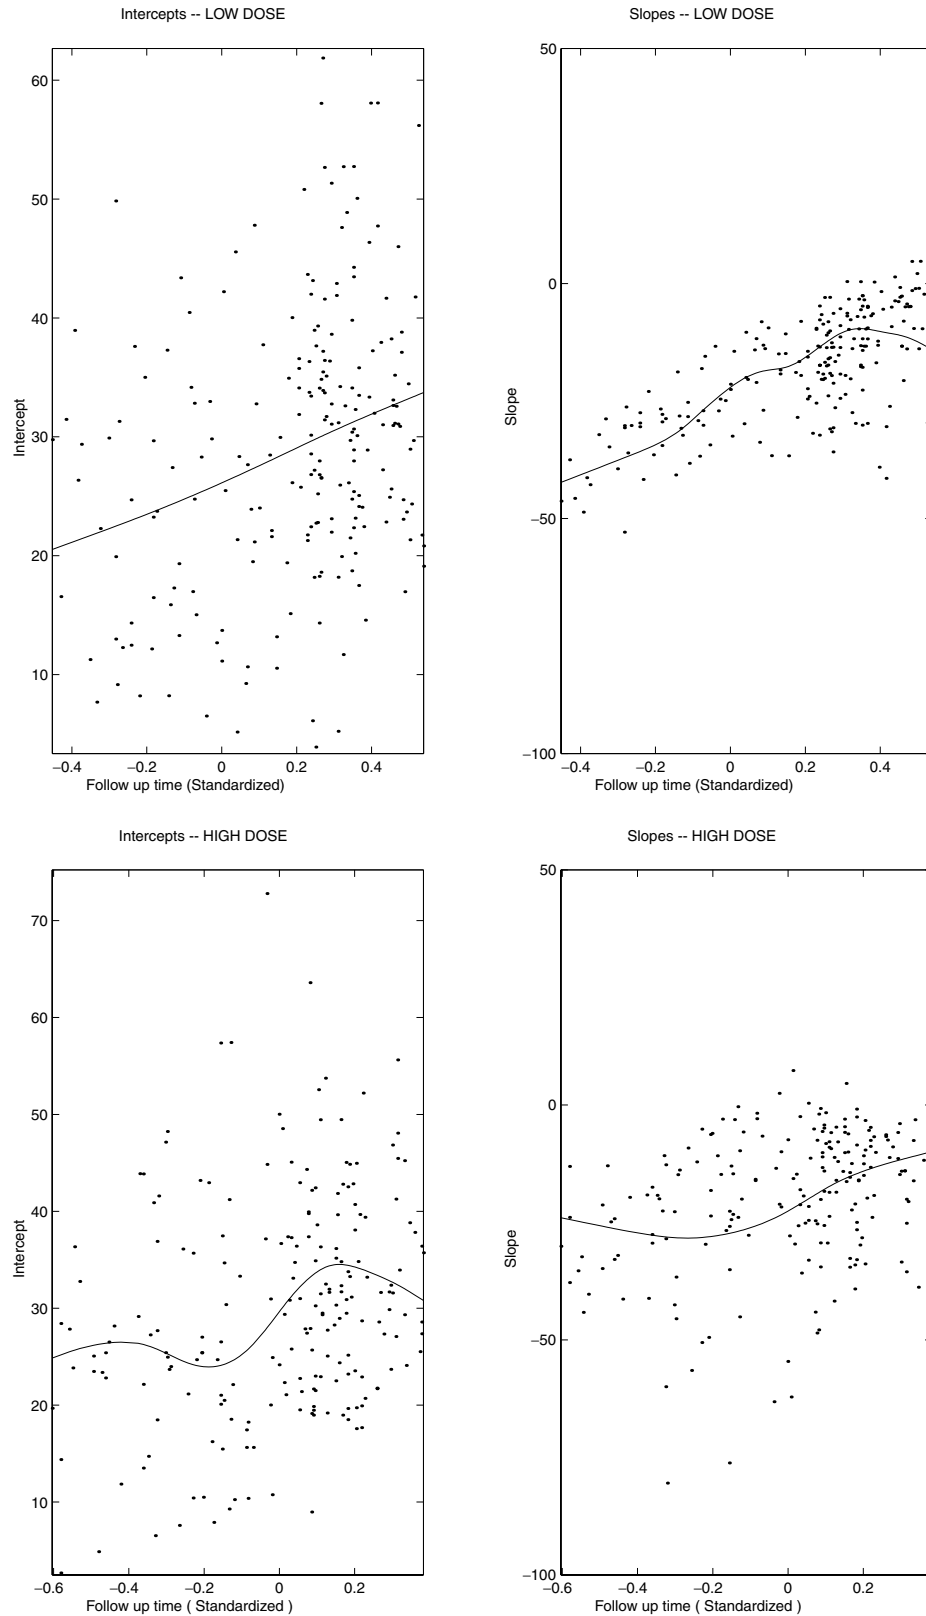 Intercepts -- LOW DOSE
60
50
40
30
20
10
Intercept
−0.4 −0.2 0 0.2 0.4
Follow up time (Standardized)
Slopes -- LOW DOSE
50
0
−50
−100
Slope
−0.4 −0.2 0 0.2 0.4
Follow up time (Standardized)
Intercepts -- HIGH DOSE
70
60
50
40
30
20
10
Intercept
−0.6 −0.4 −0.2 0 0.2
Follow up time ( Standardized )
Slopes -- HIGH DOSE
50
0
−50
−100
Slope
−0.6 −0.4 −0.2 0 0.2
Follow up time ( Standardized )